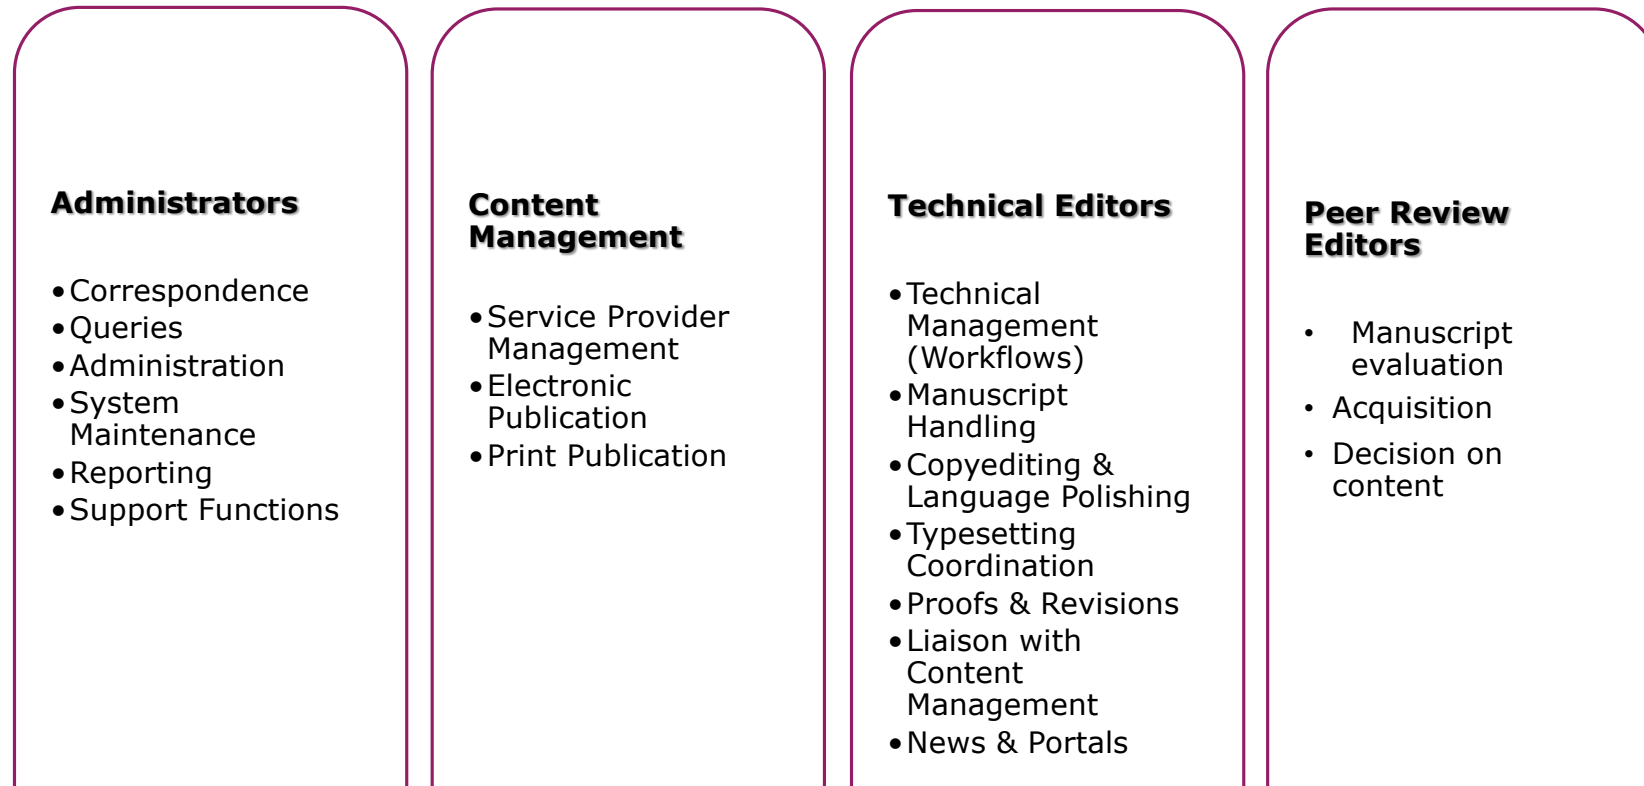 Administrators
•Correspondence
•Queries
•Administration
•System
Maintenance
•Reporting
•Support Functions
Content
Management
•Service Provider
Management
•Electronic
Publication
•Print Publication
Technical Editors
•Technical
Management
(Workflows)
•Manuscript
Handling
•Copyediting &
Language Polishing
•Typesetting
Coordination
•Proofs & Revisions
•Liaison with
Content
Management
•News & Portals
Peer Review
Editors
• Manuscript
evaluation
• Acquisition
• Decision on
content